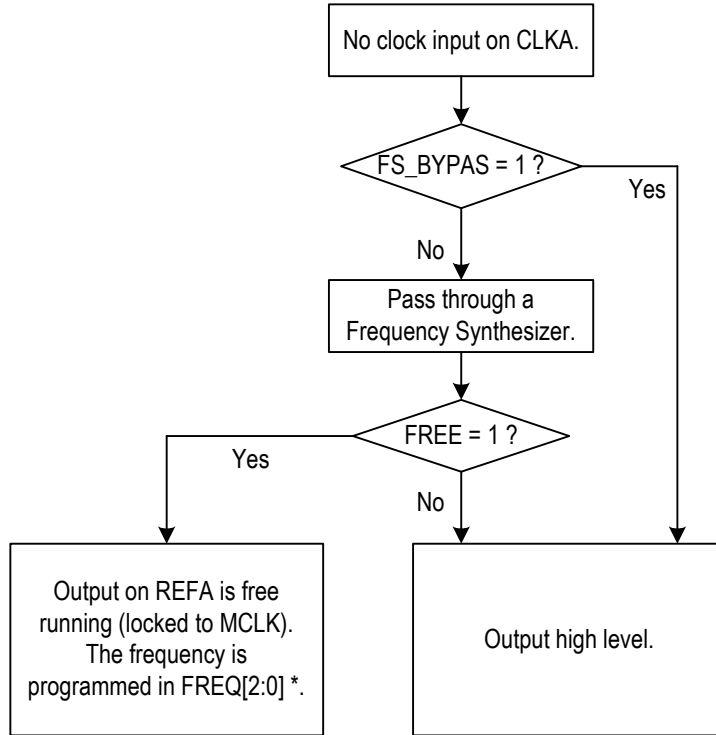 No clock input on CLKA.
FS_BYPAS = 1 ?
Yes
No
Pass through a
Frequency Synthesizer.
FREE = 1 ?
Yes
No
Output on REFA is free
running (locked to MCLK).
The frequency is
programmed in FREQ[2:0] *.
Output high level.